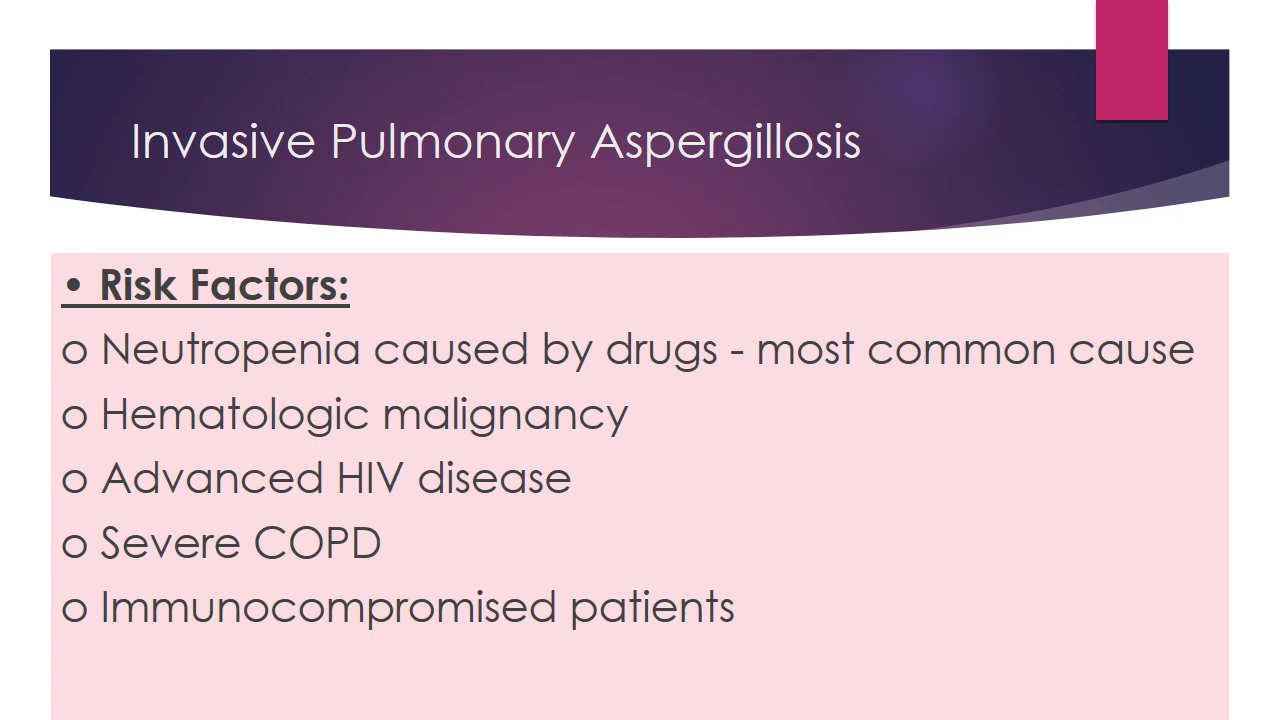 Invasive Pulmonary Aspergillosis
• Risk Factors:
o Neutropenia caused by drugs - most common cause
o Hematologic malignancy
o Advanced HIV disease
o Severe COPD
o Immunocompromised patients